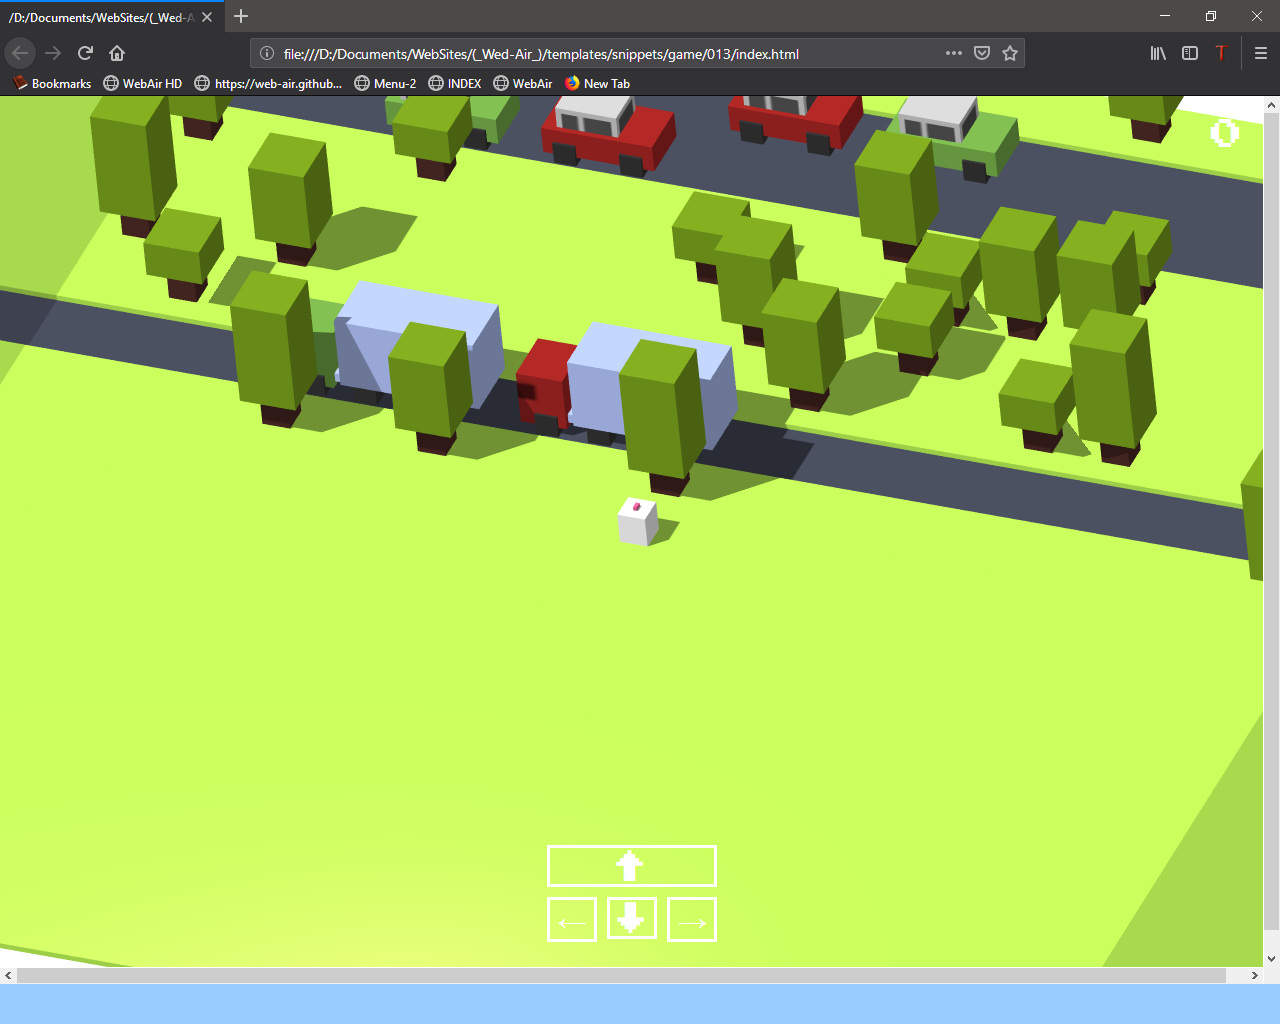 /D:/Documents/WebSites/(_Wed-A
file:///D:/Documents/WebSites/(_Wed-Air_)/templates/snippets/game/013/index.html
Bookmarks WebAir HD https://web-air.github... Menu-2 INDEX WebAir New Tab
0